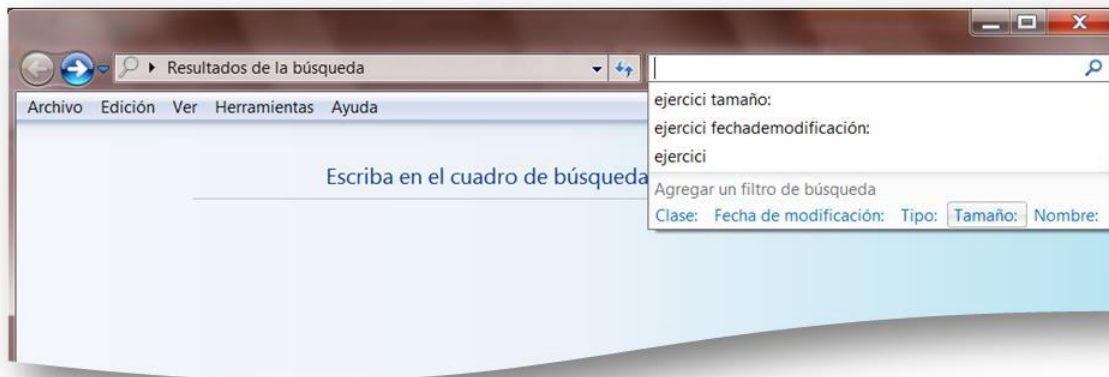 Resultados de la búsqueda
Archivo Edición Ver Herramientas Ayuda
Escriba en el cuadro de búsqueda
ejercici tamaño:
ejercici fechademodificación:
ejercici
Agregar un filtro de búsqueda
Clase: Fecha de modificación: Tipo: Tamaño: Nombre: